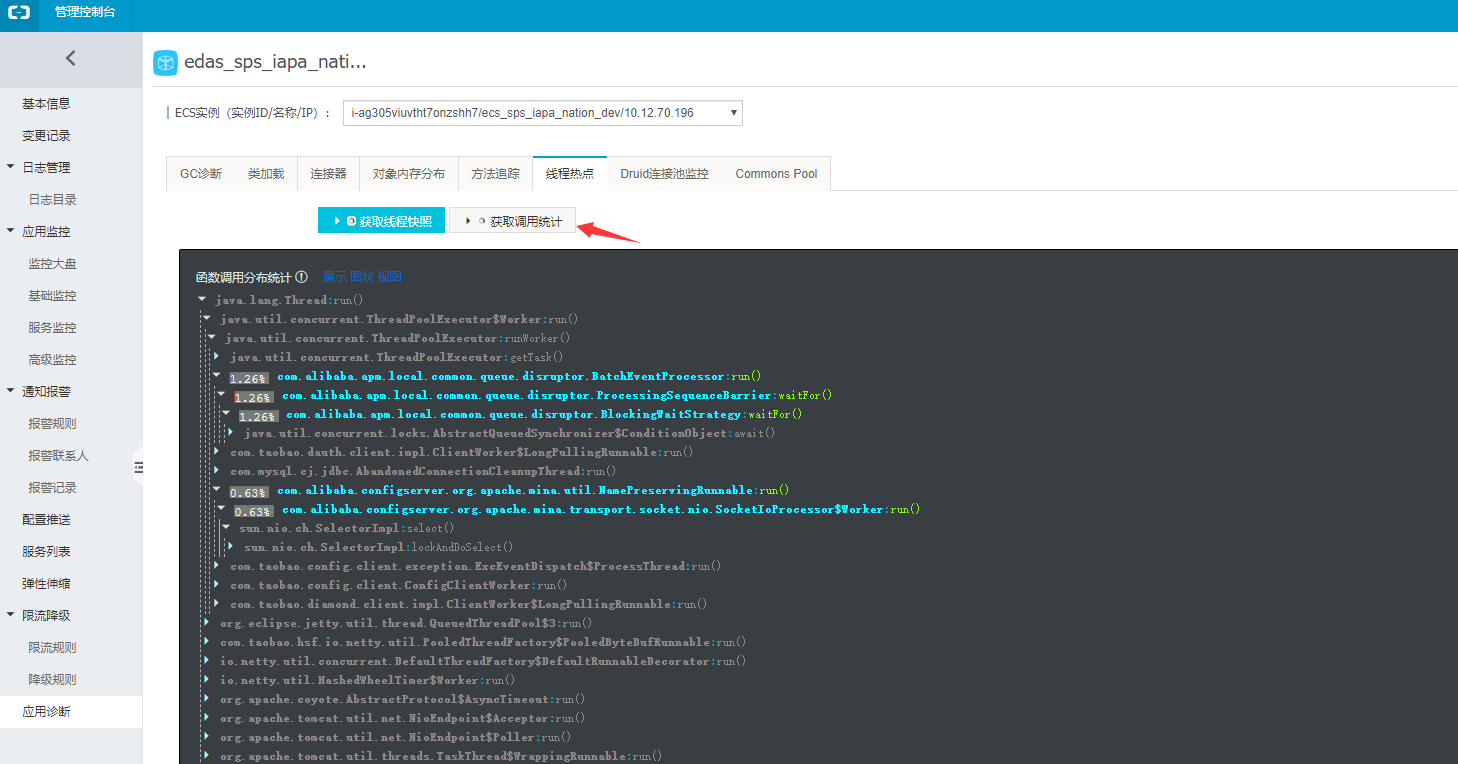 管理控制台
基本信息
变更记录
日志管理
日志目录
应用监控
监控大盘
基础监控
服务监控
高级监控
通知报警
报警规则
报警联系人
报警记录
配置推送
服务列表
弹性伸缩
限流降级
限流规则
降级规则
应用诊断
edas_sps_iapa_nati...
ECS实例（实例ID/名称/IP）： i-ag305viuvtht7onzshh7/ecs_sps_iapa_nation_dev/10.12.70.196
GC诊断 类加载 连接器 对象内存分布 方法追踪 线程热点 Druid连接池监控 Commons Pool
获取线程快照 获取调用统计
函数调用分布统计 展示 图状 视图
java.lang.Thread:run()
java.util.concurrent.ThreadPoolExecutor$Worker:run()
java.util.concurrent.ThreadPoolExecutor:runWorker()
java.util.concurrent.ThreadPoolExecutor:getTask()
1.26% com.alibaba.apm.local.common.queue.disruptor.BatchEventProcessor:run()
1.26% com.alibaba.apm.local.common.queue.disruptor.ProcessingSequenceBarrier:waitFor()
1.26% com.alibaba.apm.local.common.queue.disruptor.BlockingWaitStrategy:waitFor()
java.util.concurrent.locks.AbstractQueuedSynchronizer$ConditionObject:await()
com.taobao.dauth.client.impl.ClientWorker$LongPullingRunnable:run()
com.mysql.cj.jdbc.AbandonedConnectionCleanupThread:run()
0.63% com.alibaba.configserver.org.apache.mina.util.NamePreservingRunnable:run()
0.63% com.alibaba.configserver.org.apache.mina.transport.socket.nio.SocketIoProcessor$Worker:run()
sun.nio.ch.SelectorImpl:select()
sun.nio.ch.SelectorImpl:lockAndDoSelect()
com.taobao.config.client.exception.ExcEventDispatch$ProcessThread:run()
com.taobao.config.client.ConfigClientWorker:run()
com.taobao.diamond.client.impl.ClientWorker$LongPullingRunnable:run()
org.eclipse.jetty.util.thread.QueuedThreadPool$3:run()
com.taobao.hsf.io.netty.util.PooledThreadFactory$PooledByteBufRunnable:run()
io.netty.util.concurrent.DefaultThreadFactory$DefaultRunnableDecorator:run()
io.netty.util.HashedWheelTimer$Worker:run()
org.apache.coyote.AbstractProtocol$AsyncTimeout:run()
org.apache.tomcat.util.net.NioEndpoint$Acceptor:run()
org.apache.tomcat.util.net.NioEndpoint$Poller:run()
org.apache.tomcat.util.threads.TaskThread$WrappingRunnable:run()